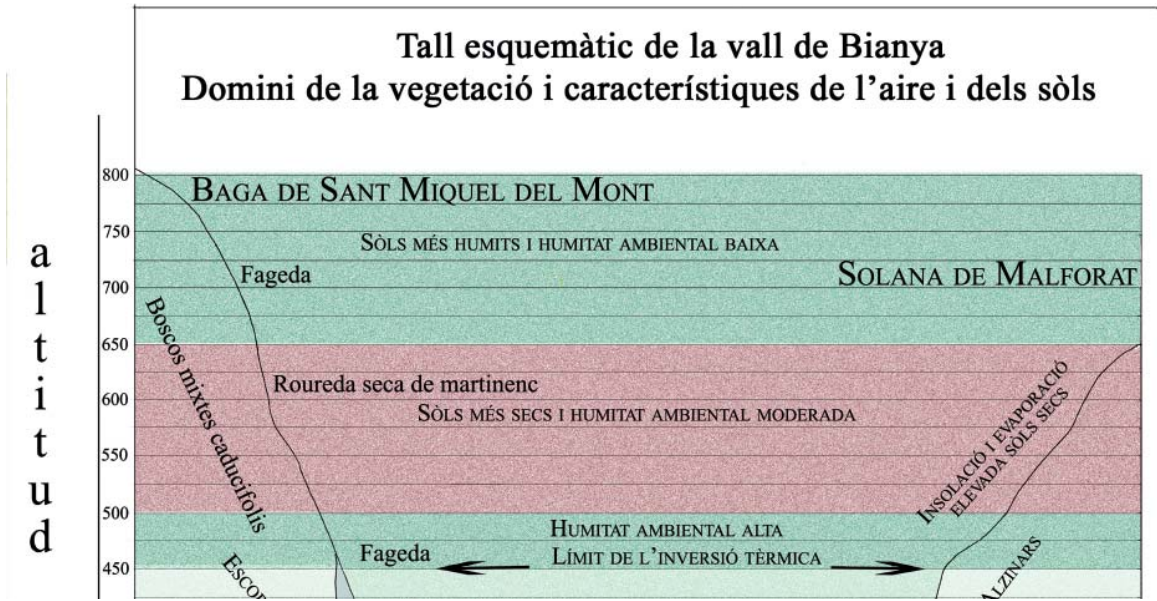 Tall esquemàtic de la vall de Bianya
Domini de la vegetació i característiques de l'aire i dels sòls
altitud
800
750
700
650
600
550
500
450
BAGA DE SANT MIQUEL DEL MONT
SÒLS MÉS HUMITS I HUMITAT AMBIENTAL BAIXA
Fageda
SOLANA DE MALFORAT
Boscos mixtes caducifolis
Roureda seca de martinenc
SÒLS MÉS SECS I HUMITAT AMBIENTAL MODERADA
INSOLACIÓ I EVAPORACIÓ
ELEVADA SÒLS SECS
HUMITAT AMBIENTAL ALTA
Fageda
LÍMIT DE L'INVERSIÓ TÈRMICA
ALZINARS